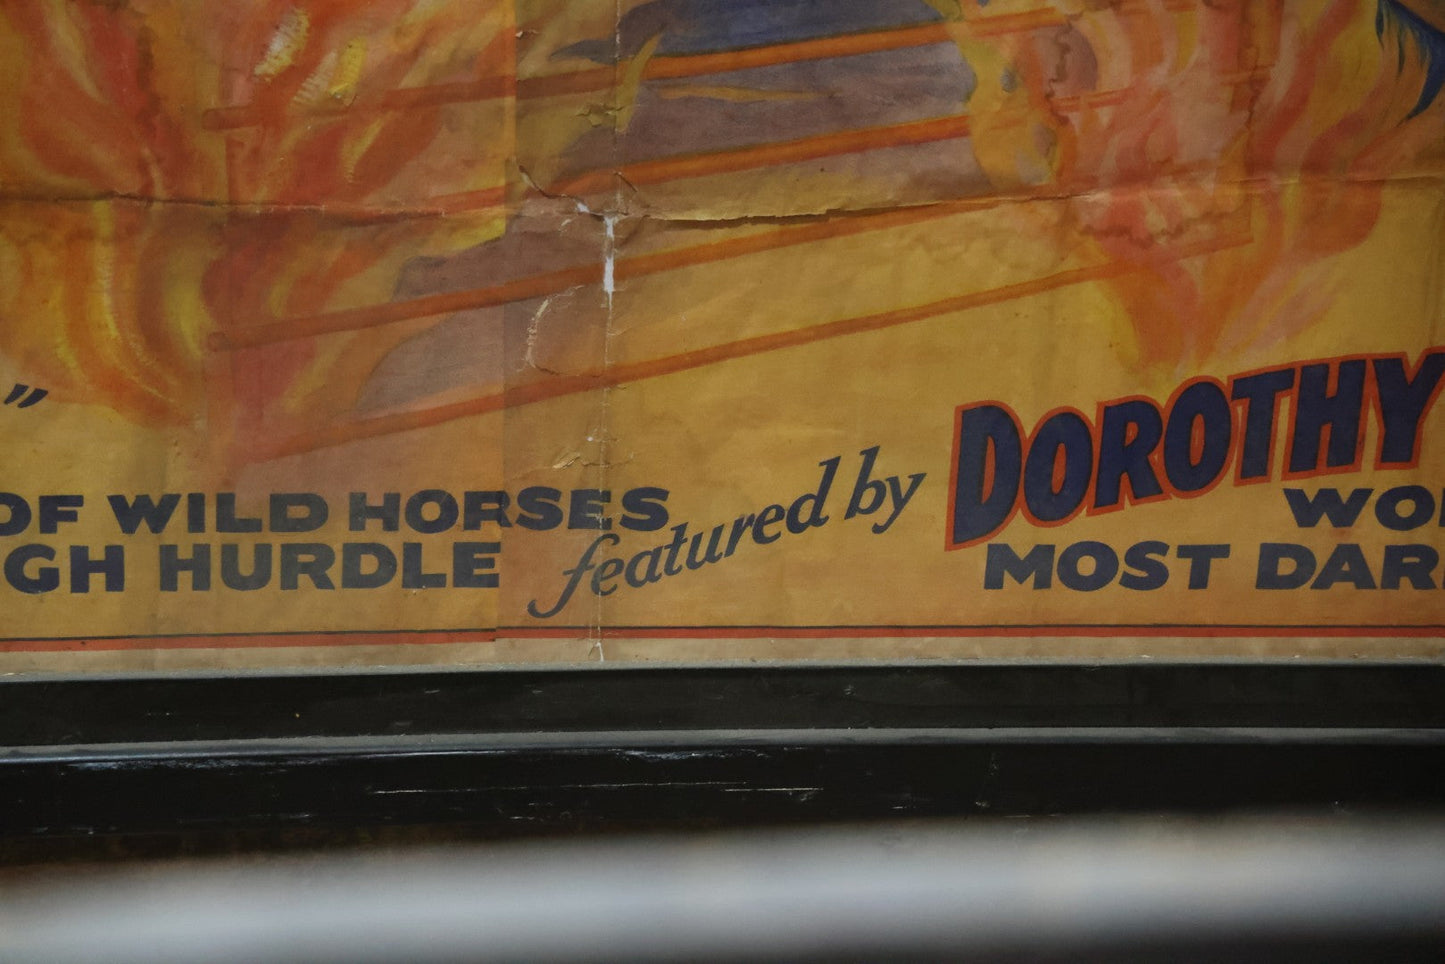 ”
OF WILD HORSES
GH HURDLE
featured by
DOROTHY
WO
MOST DAR